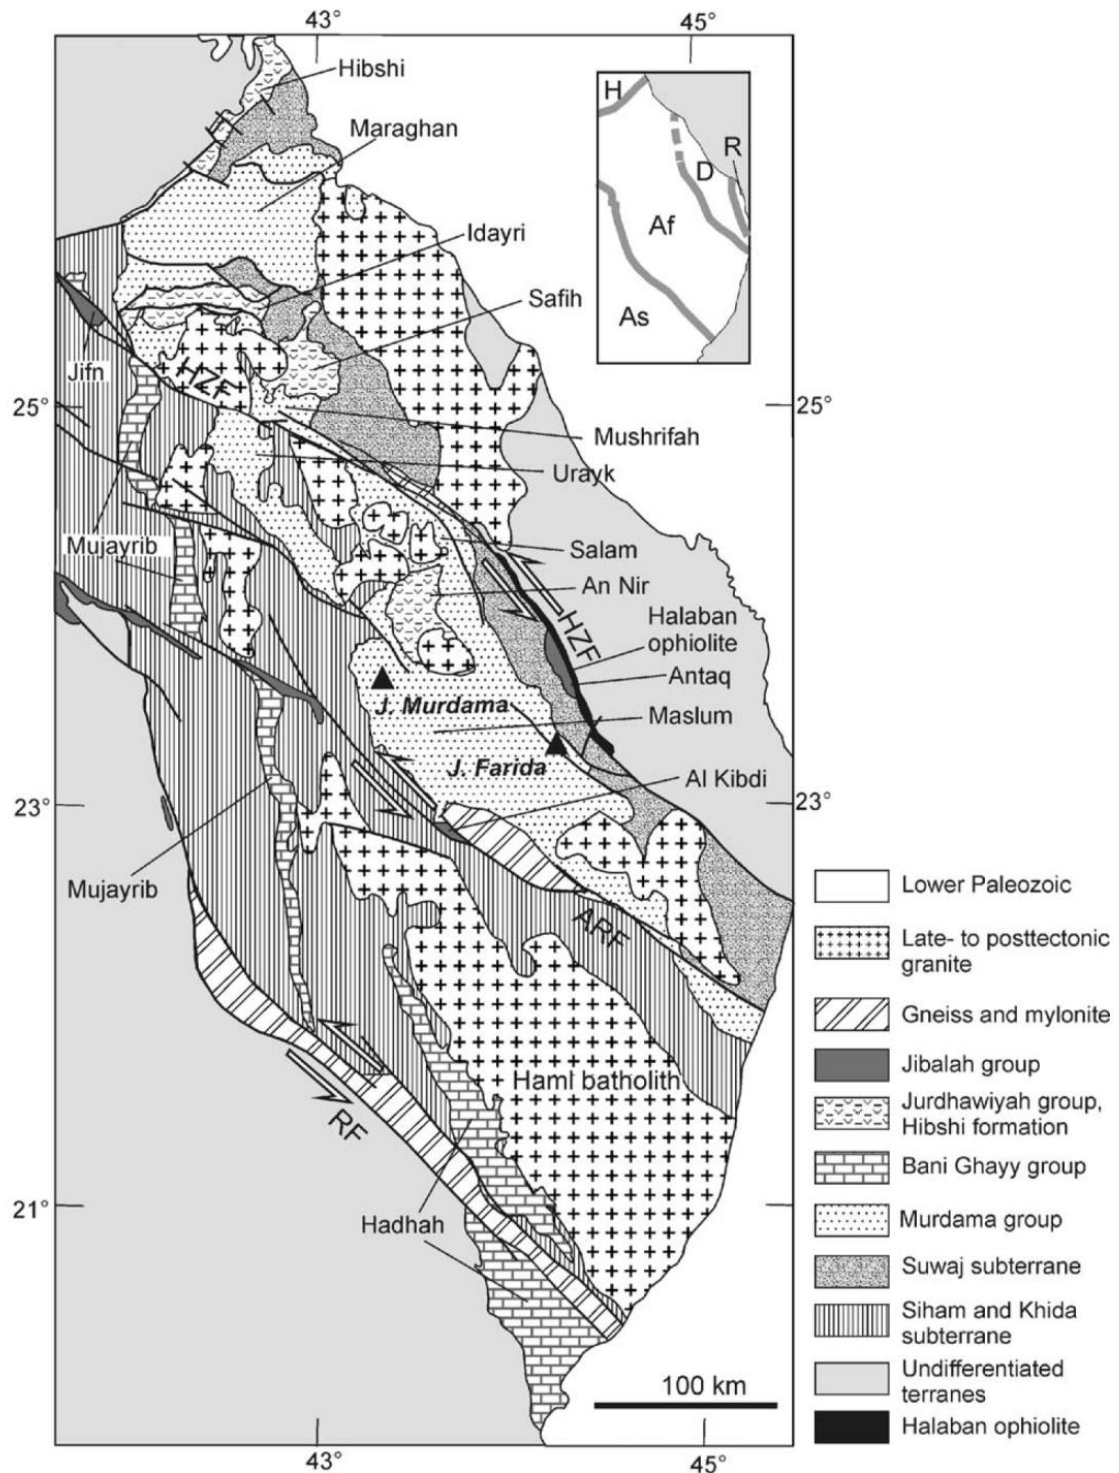 43°
45°
Hibshi
H
Maraghan
R
D
Idayri
Af
Safih
As
Jifn
HZF
25°
25°
Mushrifah
Urayk
Mujayrib
Salam
An Nir
HZF
Halaban
ophiolite
Antaq
J. Murdama
Maslum
J. Farida
Al Kibdi
23°
23°
Mujayrib
ARF
Lower Paleozoic
Late- to posttectonic
granite
Gneiss and mylonite
Haml batholith
Jibalah group
RF
Jurdhawiyah group,
Hibshi formation
Bani Ghayy group
21°
Hadhah
Murdama group
Suwaj subterrane
Siham and Khida
subterrane
100 km
Undifferentiated
terranes
Halaban ophiolite
43°
45°